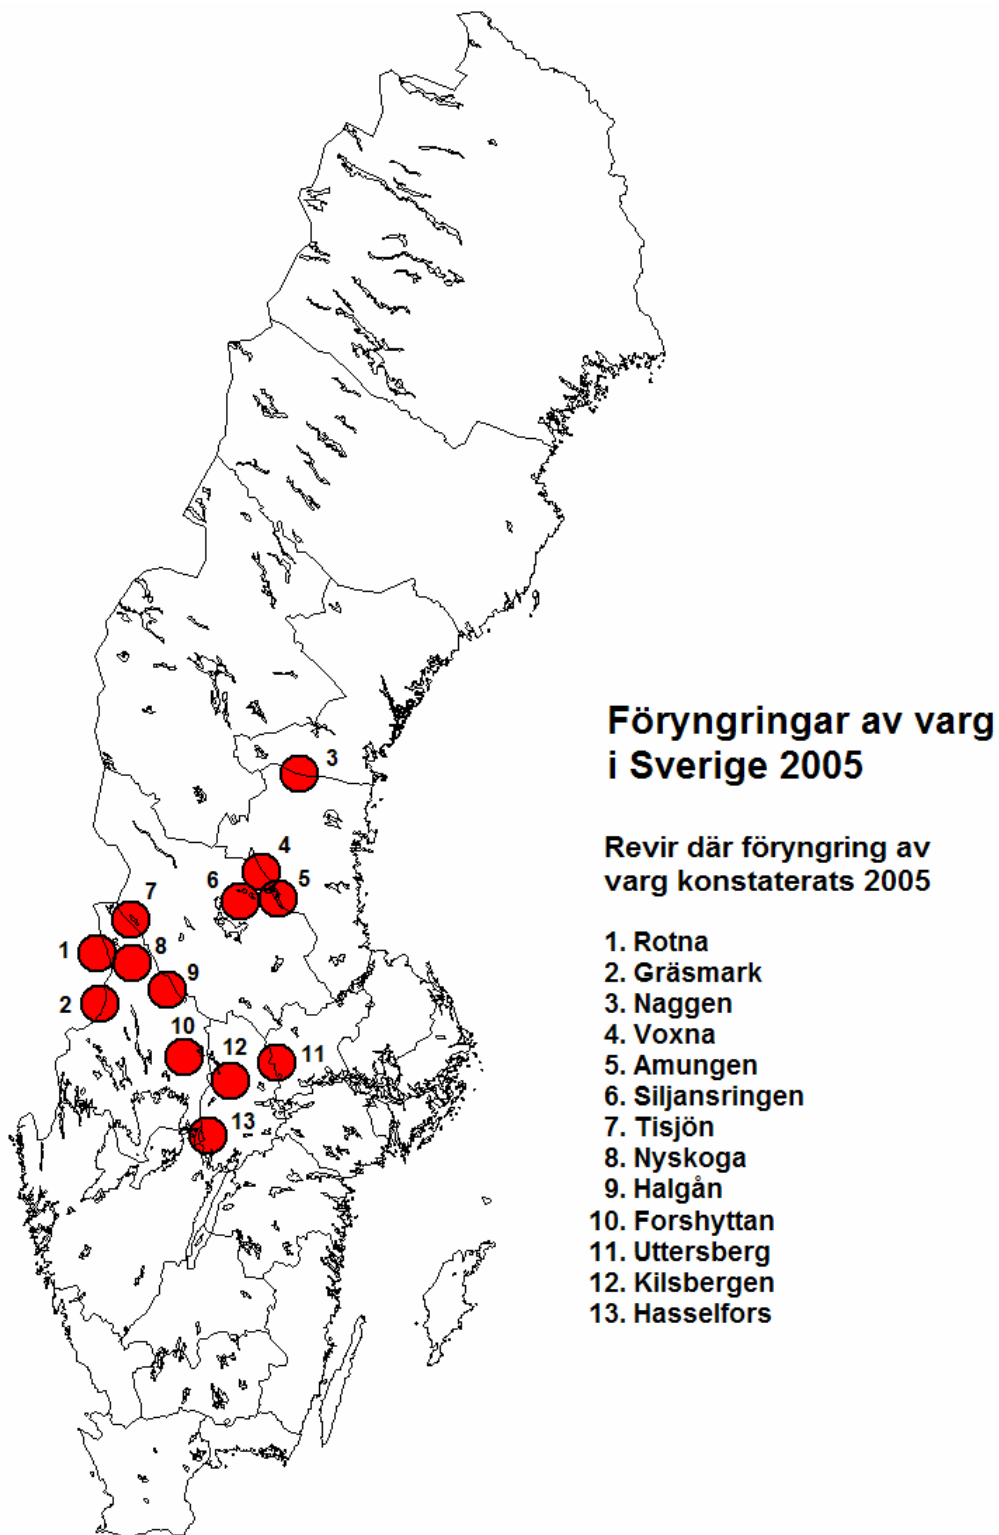 Föryngringar av varg
i Sverige 2005
Revir där föryngring av
varg konstaterats 2005
1. Rotna
2. Gräsmark
3. Naggen
4. Voxna
5. Amungen
6. Siljansringen
7. Tisjön
8. Nyskoga
9. Halgån
10. Forshyttan
11. Uttersberg
12. Kilsbergen
13. Hasselfors
3
4
6
5
7
1
8
9
2
10
12
11
13